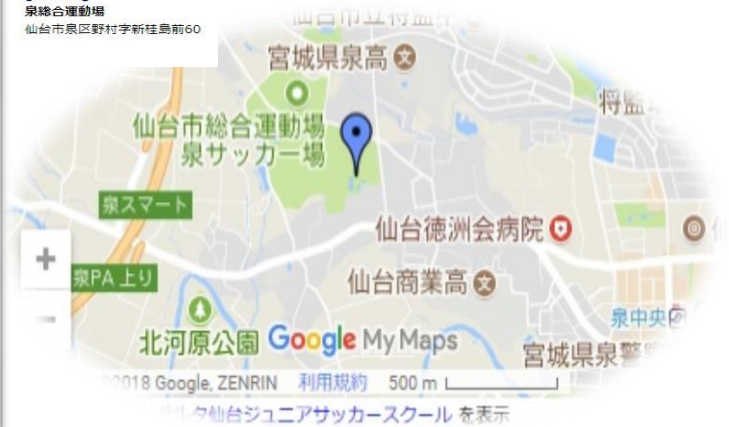 泉総合運動場
仙台市泉区野村字新桂島前60
宮城県泉高
仙台市総合運動場
泉サッカー場
泉スマート
仙台徳洲会病院
泉PA 上り
仙台商業高
泉中央
北河原公園
Google My Maps
宮城県泉警
2018 Google, ZENRIN 利用規約 500 m
仙台ジュニアサッカースクール を表示